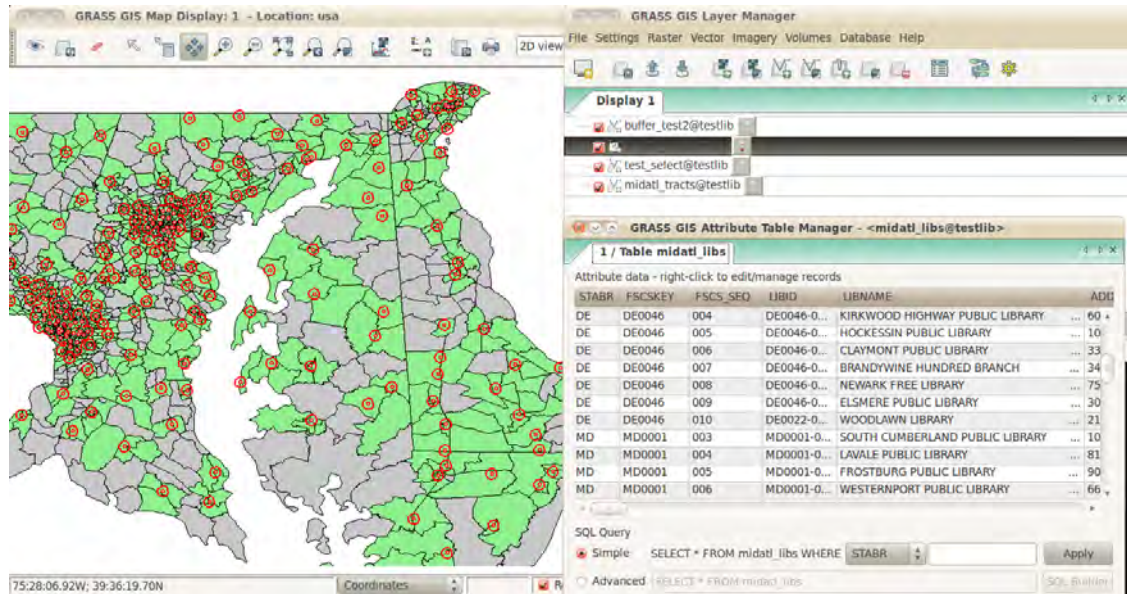 GRASS GIS Map Display: 1 - Location: usa
2D view
75:28:06.92W; 39:36:19.70N
Coordinates
GRASS GIS Layer Manager
File Settings Raster Vector Imagery Volumes Database Help
Display 1
buffer_test2@testlib
test_select@testlib
midatl_tracts@testlib
GRASS GIS Attribute Table Manager - <midatl_libs@testlib>
1 / Table midatl_libs
Attribute data - right-click to edit/manage records
STABR FSCSKEY FSCS_SEQ LIBID LIBNAME ADD
DE DE0046 004 DE0046-0... KIRKWOOD HIGHWAY PUBLIC LIBRARY ... 60
DE DE0046 005 DE0046-0... HOCKESSIN PUBLIC LIBRARY ... 10
DE DE0046 006 DE0046-0... CLAYMONT PUBLIC LIBRARY ... 33
DE DE0046 007 DE0046-0... BRANDYWINE HUNDRED BRANCH ... 34
DE DE0046 008 DE0046-0... NEWARK FREE LIBRARY ... 75
DE DE0046 009 DE0046-0... ELSMERE PUBLIC LIBRARY ... 30
DE DE0046 010 DE0022-0... WOODLAWN LIBRARY ... 21
MD MD0001 003 MD0001-0... SOUTH CUMBERLAND PUBLIC LIBRARY ... 10
MD MD0001 004 MD0001-0... LAVALE PUBLIC LIBRARY ... 81
MD MD0001 005 MD0001-0... FROSTBURG PUBLIC LIBRARY ... 90
MD MD0001 006 MD0001-0... WESTERNPORT PUBLIC LIBRARY ... 66
SQL Query
Simple SELECT * FROM midatl_libs WHERE STABR Apply
Advanced SELECT * FROM midatl_libs SQL Builder